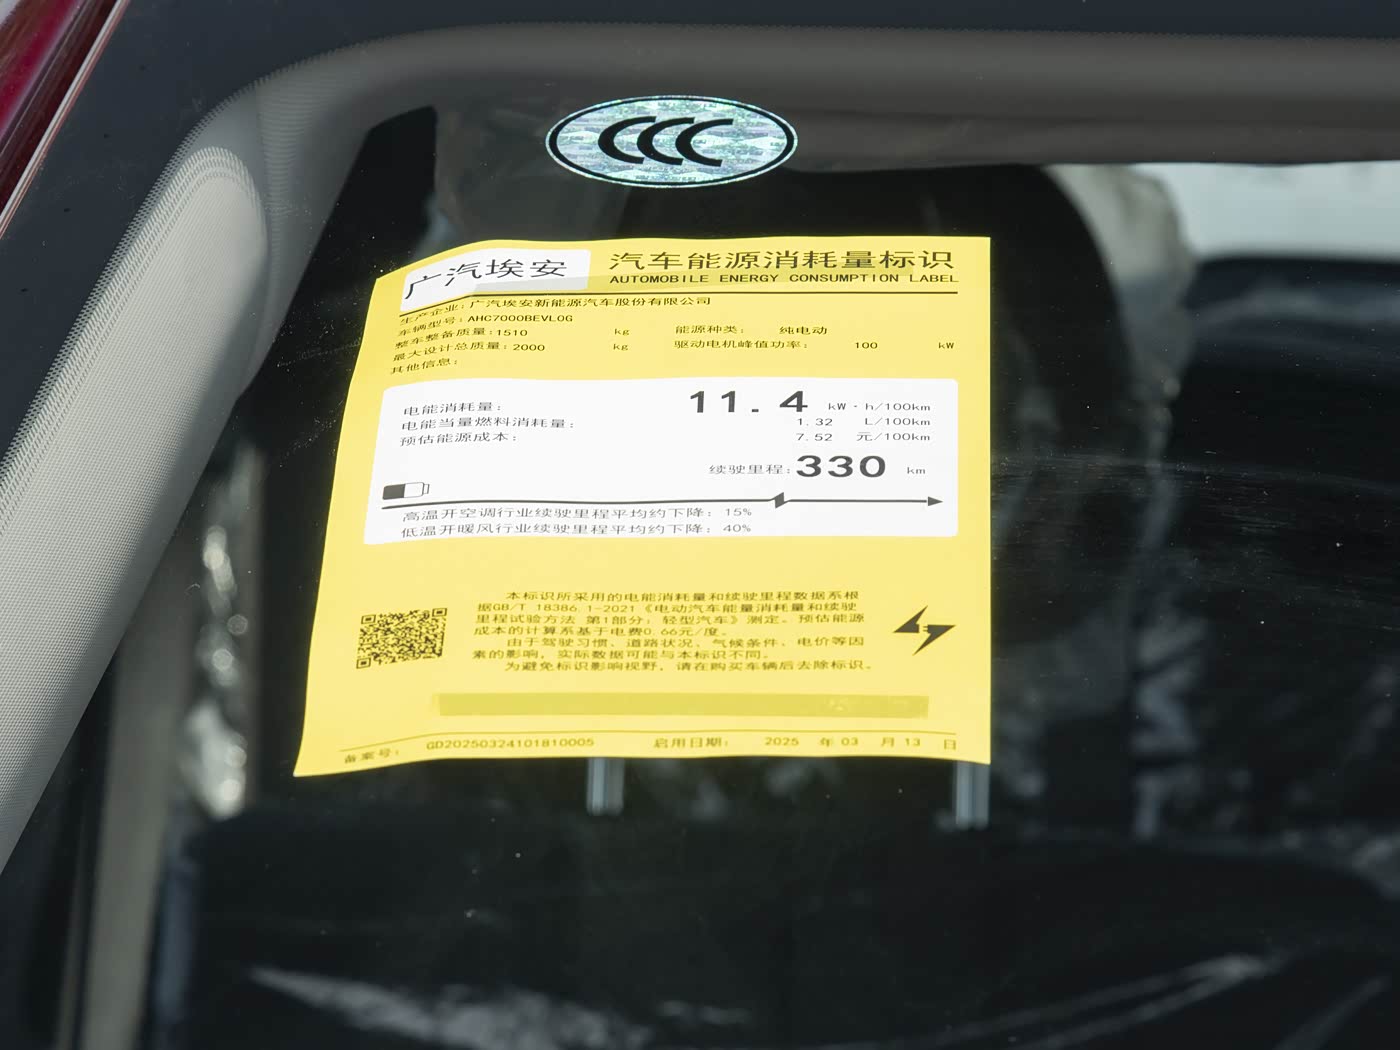 CCC
广汽埃安
汽车能源消耗量标识
AUTOMOBILE ENERGY CONSUMPTION LABEL
生产企业：广汽埃安新能源汽车股份有限公司
车辆型号：AHC7000BEVL0G
整车整备质量：1510 kg 能源种类： 纯电动
最大设计总质量：2000 kg 驱动电机峰值功率： 100 kW
其他信息：
电能消耗量： 11.4 kW·h/100km
电能当量燃料消耗量： 1.32 L/100km
预估能源成本： 7.52 元/100km
续驶里程：330 km
高温开空调行业续驶里程平均约下降：15%
低温开暖风行业续驶里程平均约下降：40%
本标识所采用的电能消耗量和续驶里程数据系根
据GB/T 18386.1-2021《电动汽车能量消耗量和续驶
里程试验方法 第1部分：轻型汽车》测定。预估能源
成本的计算系基于电费0.66元/度。
由于驾驶习惯、道路状况、气候条件、电价等因
素的影响，实际数据可能与本标识不同。
为避免标识影响视野，请在购买车辆后去除标识。
备案号： GD20250324101810005 启用日期： 2025 年 03 月 13 日